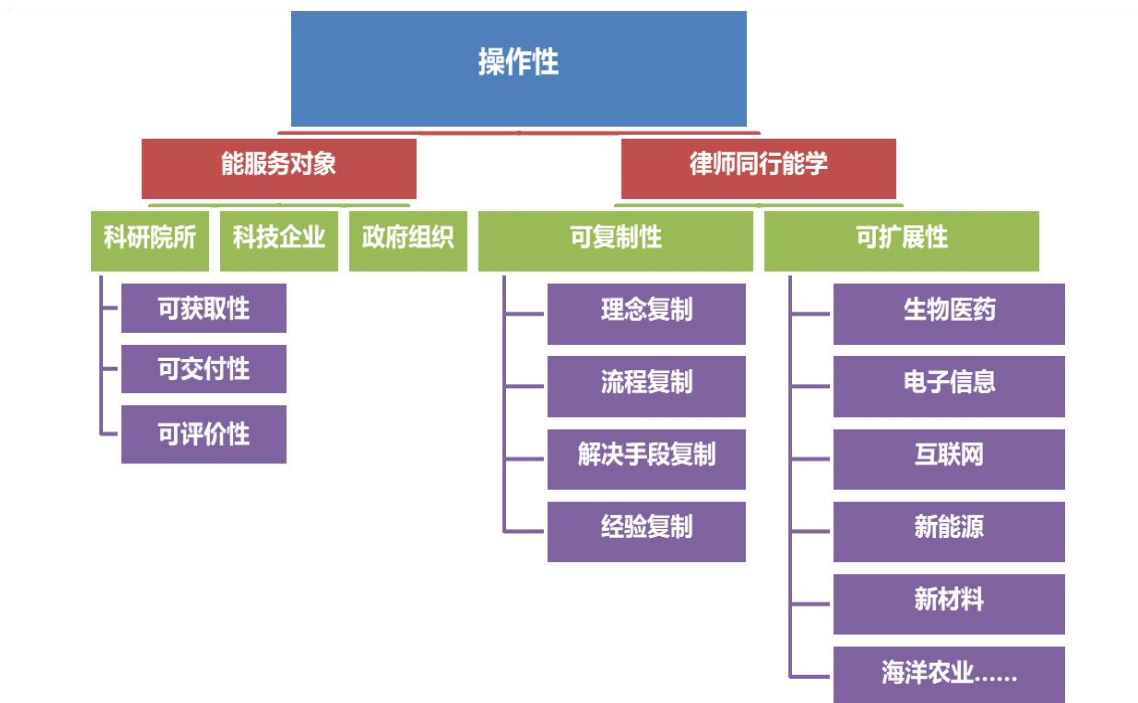 操作性
能服务对象
律师同行能学
科研院所
科技企业
政府组织
可复制性
可扩展性
可获取性
可交付性
可评价性
理念复制
流程复制
解决手段复制
经验复制
生物医药
电子信息
互联网
新能源
新材料
海洋农业......